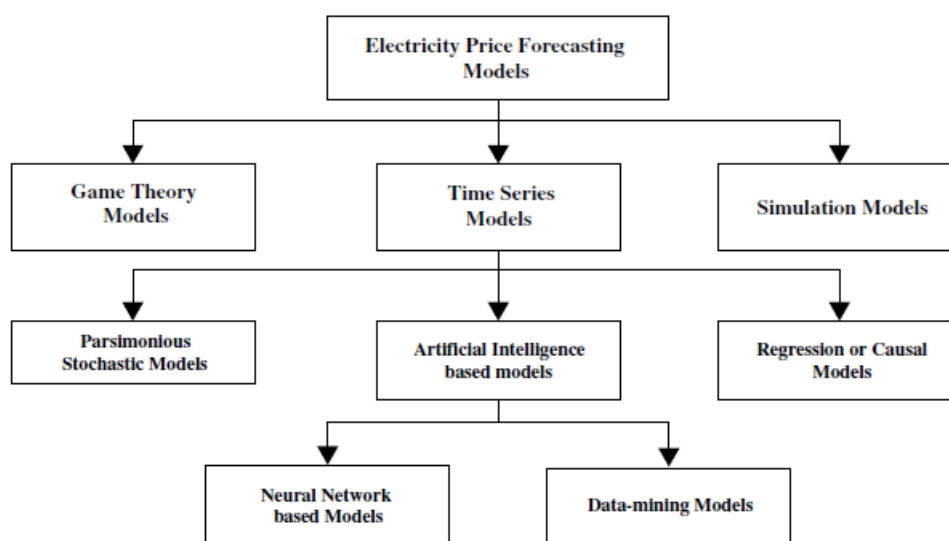 Electricity Price Forecasting
Models
Game Theory
Models
Time Series
Models
Simulation Models
Parsimonious
Stochastic Models
Artificial Intelligence
based models
Regression or Causal
Models
Neural Network
based Models
Data-mining Models